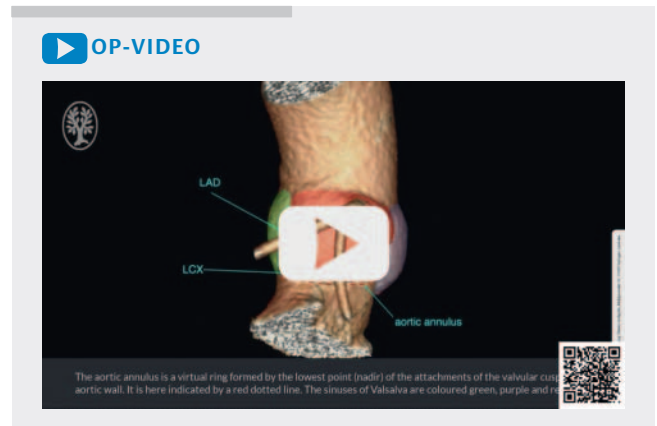 OP-VIDEO
LAD
LCX
aortic annulus
The aortic annulus is a virtual ring formed by the lowest point (nadir) of the attachments of the valvular
aortic wall. It is here indicated by a red dotted line. The sinuses of Valsalva are coloured green, purple and